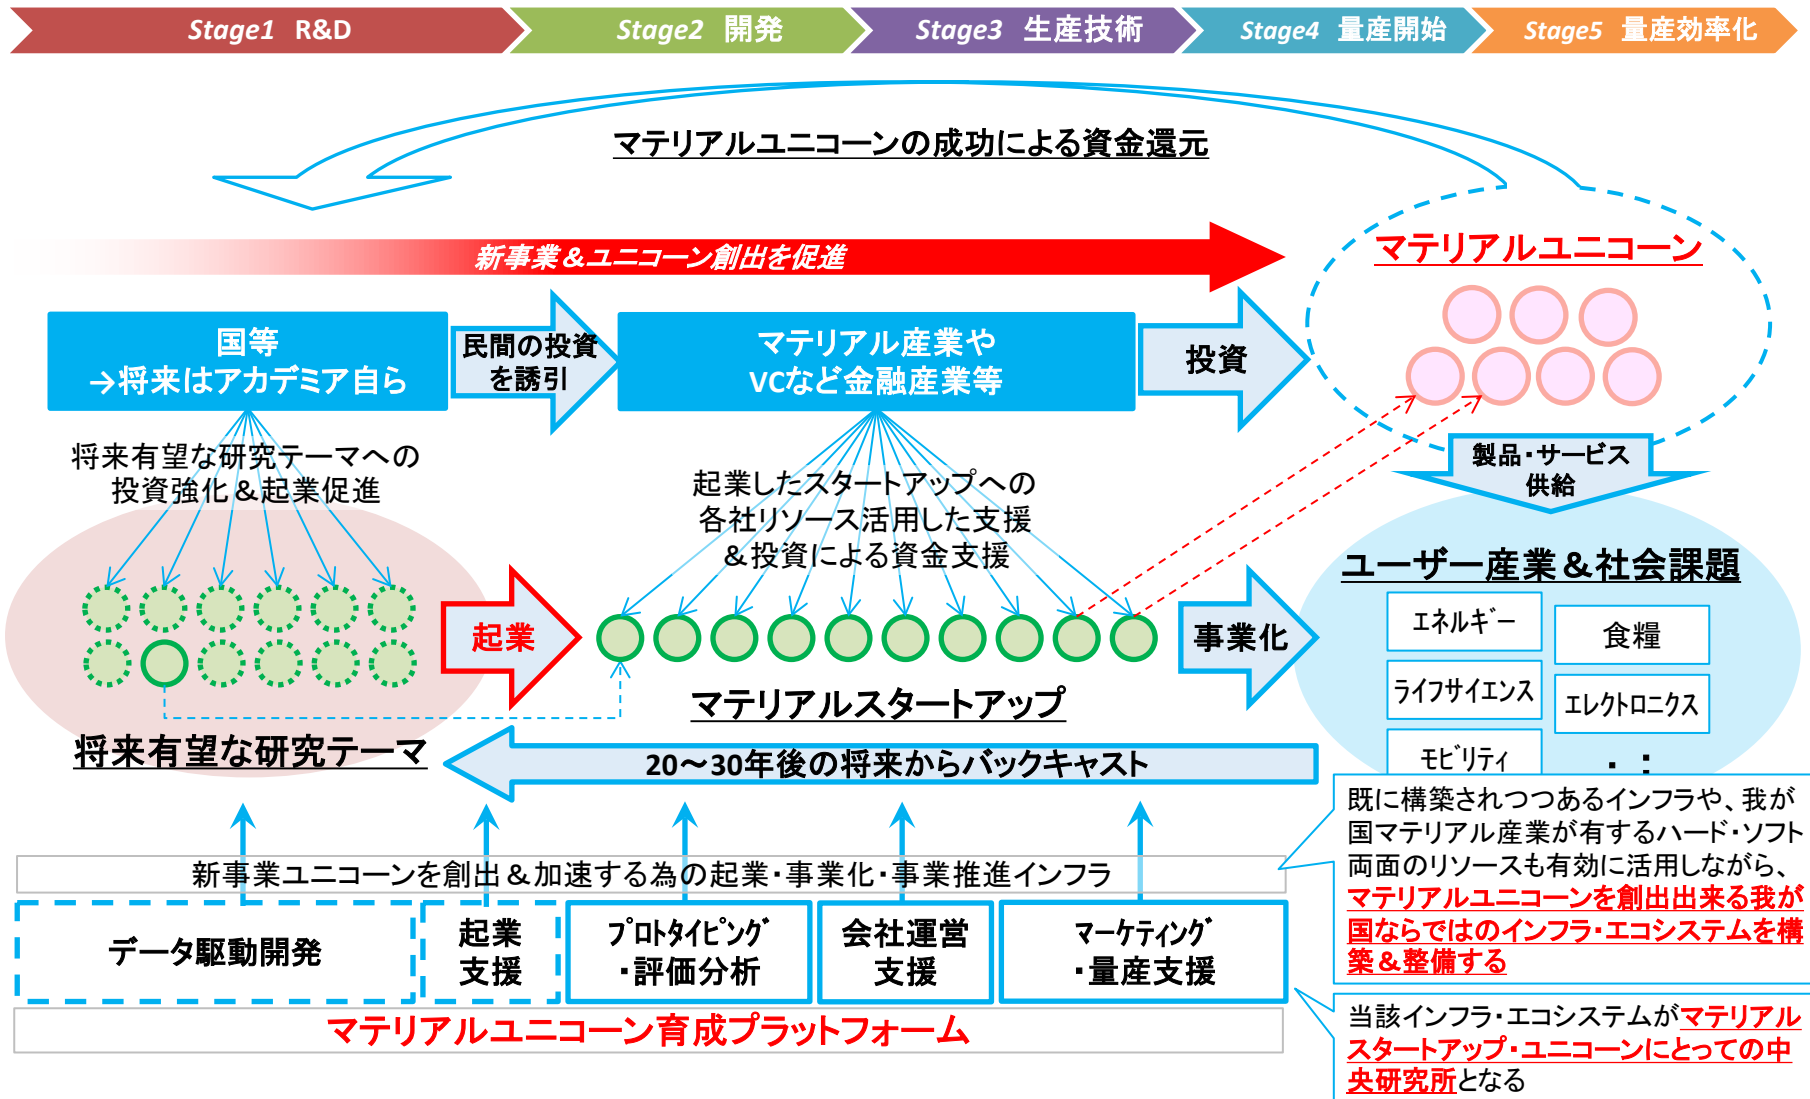 Stage1 R&D
Stage2 開発
Stage3 生産技術
Stage4 量産開始
Stage5 量産効率化
マテリアルユニコーンの成功による資金還元
新事業＆ユニコーン創出を促進
マテリアルユニコーン
国等
→将来はアカデミア自ら
民間の投資
を誘引
マテリアル産業や
VCなど金融産業等
投資
将来有望な研究テーマへの
投資強化＆起業促進
起業したスタートアップへの
各社リソース活用した支援
＆投資による資金支援
製品・サービス
供給
ユーザー産業＆社会課題
エネルギー
食糧
ライフサイエンス
エレクトロニクス
モビリティ
・：
起業
事業化
マテリアルスタートアップ
将来有望な研究テーマ
20～30年後の将来からバックキャスト
新事業ユニコーンを創出＆加速する為の起業・事業化・事業推進インフラ
データ駆動開発
起業
支援
プロトタイピング
・評価分析
会社運営
支援
マーケティング
・量産支援
マテリアルユニコーン育成プラットフォーム
既に構築されつつあるインフラや、我が
国マテリアル産業が有するハード・ソフト
両面のリソースも有効に活用しながら、
マテリアルユニコーンを創出出来る我が
国ならではのインフラ・エコシステムを構
築＆整備する
当該インフラ・エコシステムがマテリアル
スタートアップ・ユニコーンにとっての中
央研究所となる